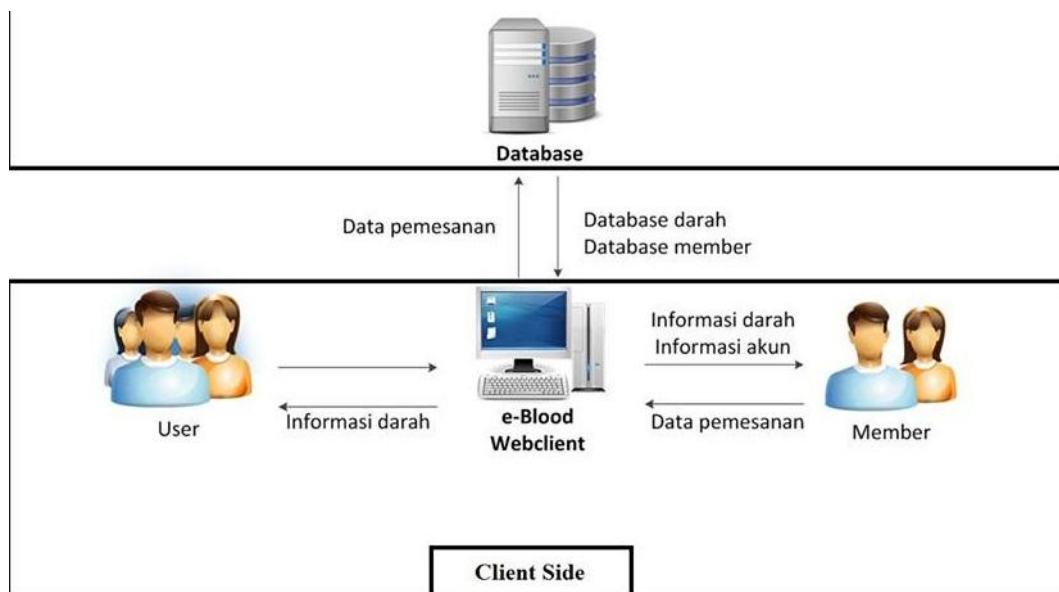 Database
Data pemesanan
Database darah
Database member
Informasi darah
Informasi akun
User
Informasi darah
e-Blood
Webclient
Data pemesanan
Member
Client Side